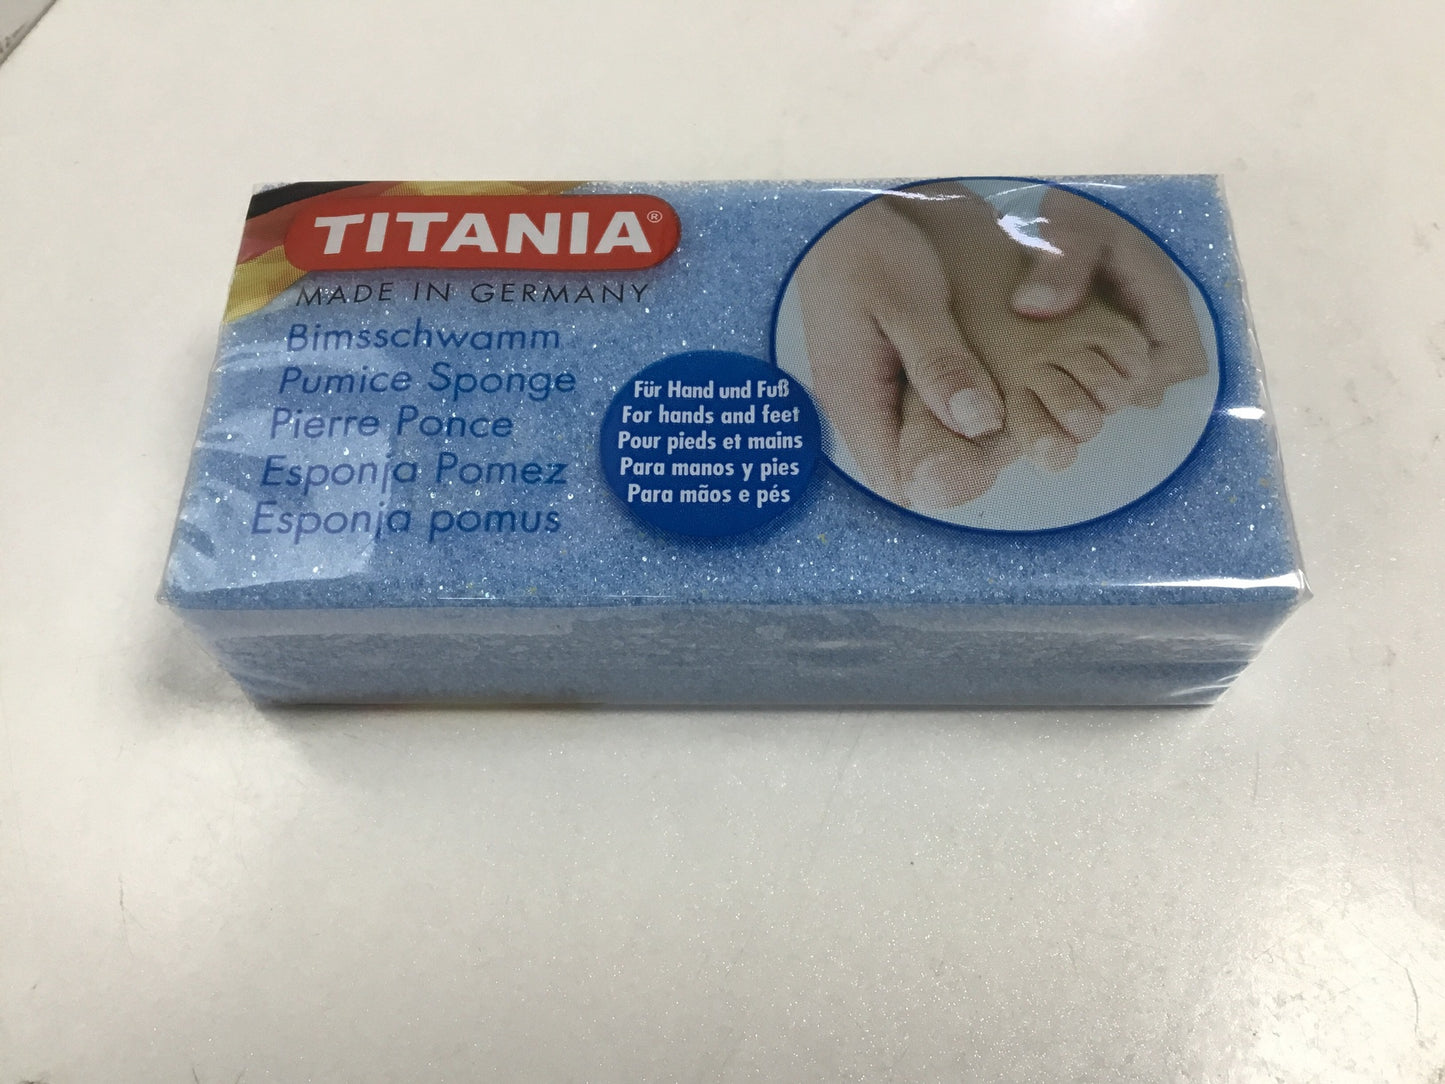 TITANIA®
MADE IN GERMANY
Bimsschwamm
Pumice Sponge
Pierre Ponce
Esponja Pomez
Esponja pomus
Für Hand und Fuß
For hands and feet
Pour pieds et mains
Para manos y pies
Para mãos e pés